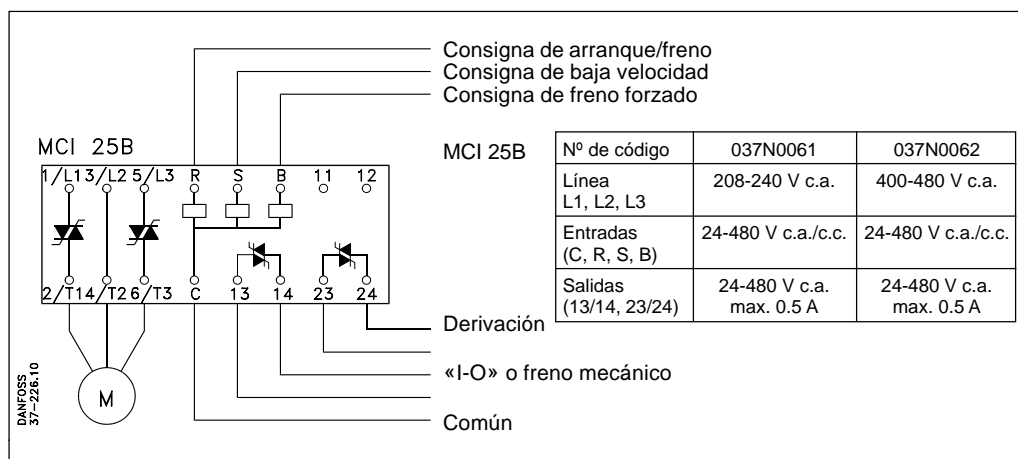 Consigna de arranque/freno
Consigna de baja velocidad
Consigna de freno forzado
MCI 25B
1/L1 3/L2 5/L3 R S B 11 12
2/T1 4/T2 6/T3 C 13 14 23 24
M
DANFOSS
37-226.10
Derivación
«I-O» o freno mecánico
Común
MCI 25B
Nº de código 037N0061 037N0062
Línea 208-240 V c.a. 400-480 V c.a.
L1, L2, L3
Entradas 24-480 V c.a./c.c. 24-480 V c.a./c.c.
(C, R, S, B)
Salidas 24-480 V c.a. 24-480 V c.a.
(13/14, 23/24) max. 0.5 A max. 0.5 A